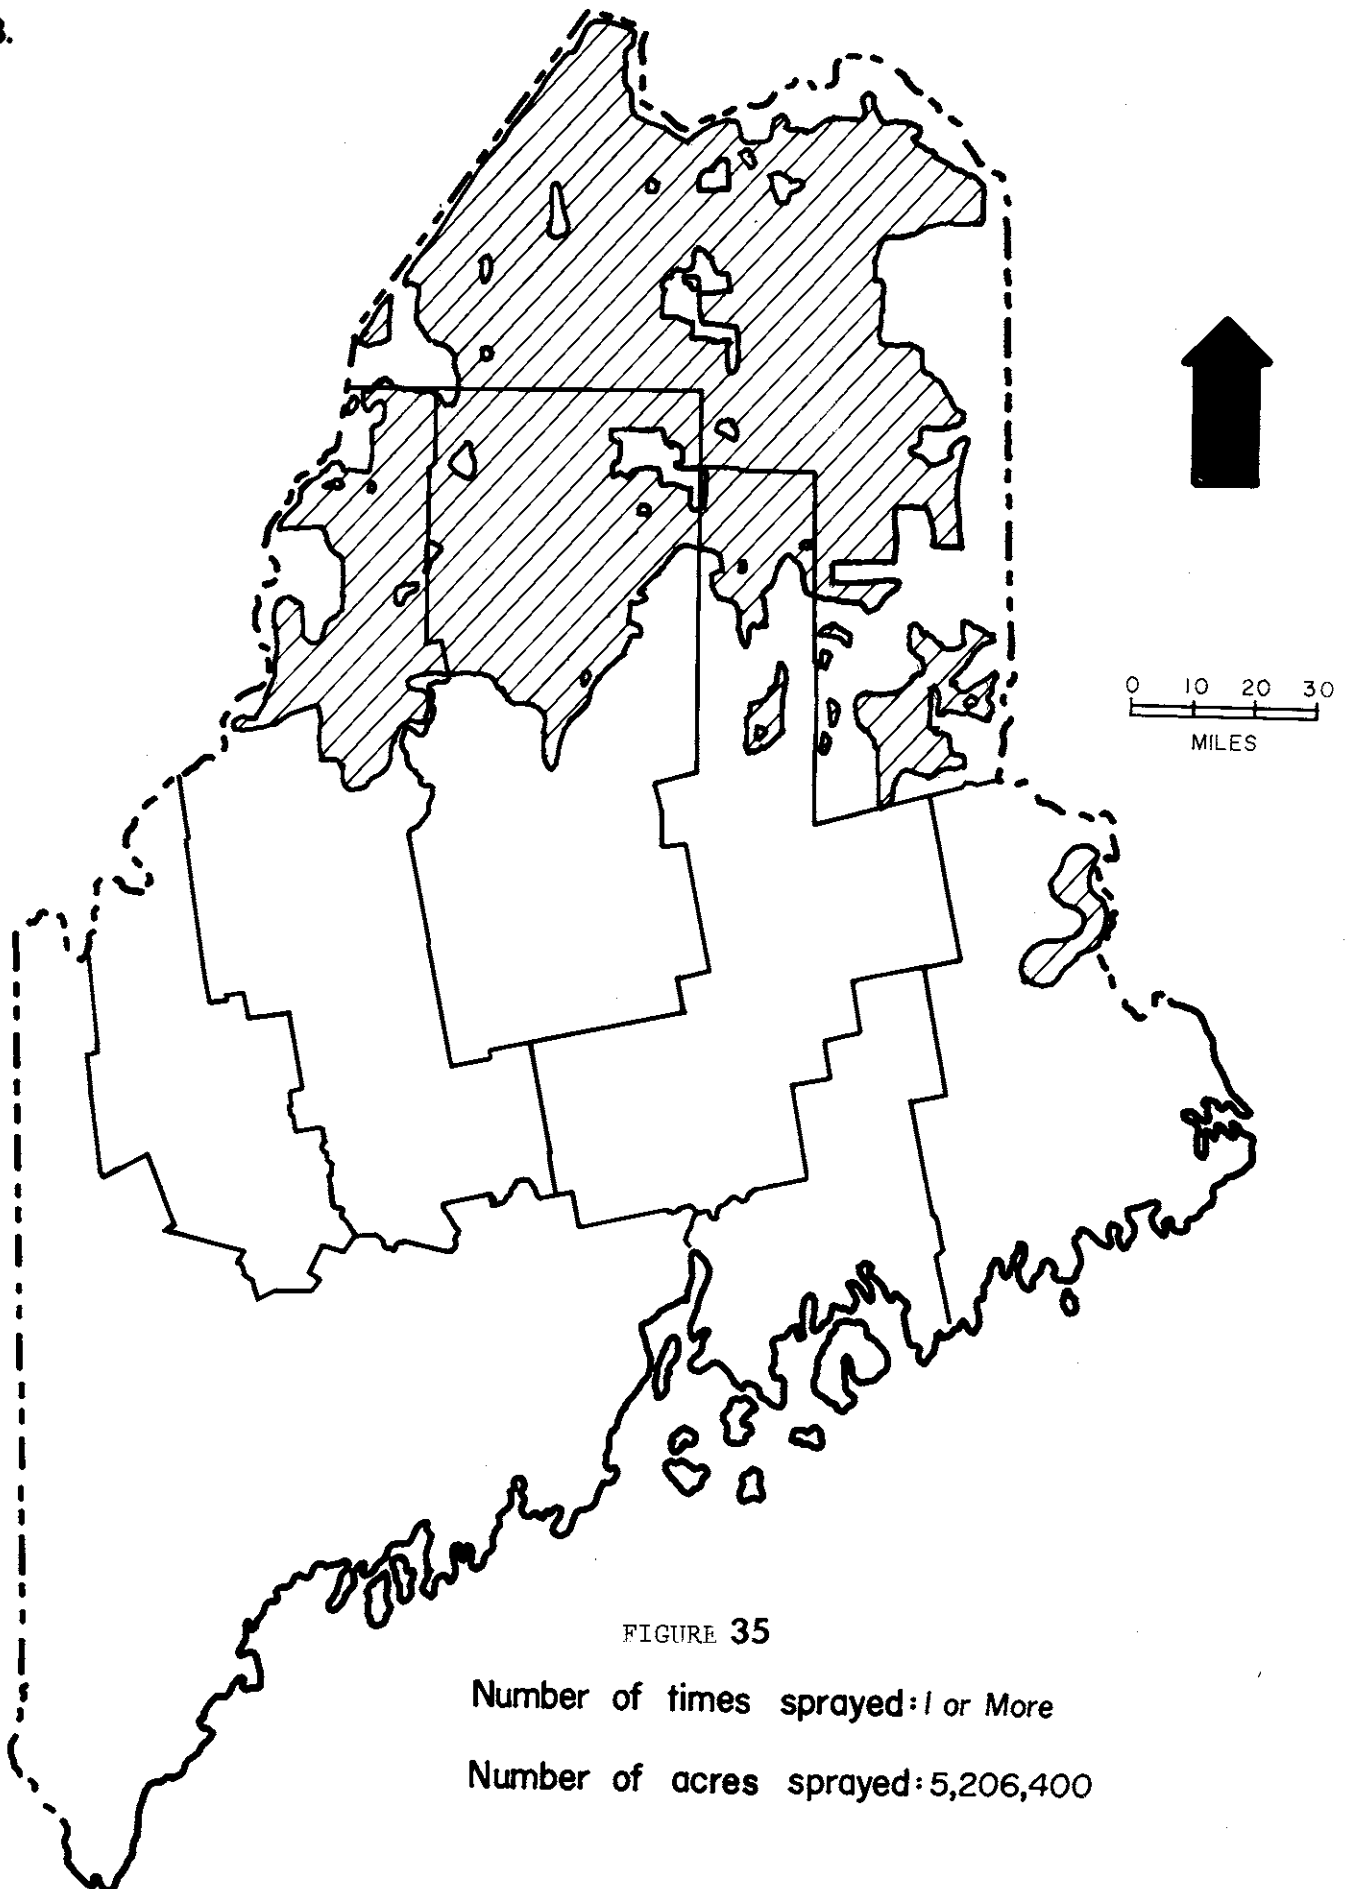 0 10 20 30
MILES
FIGURE 35
Number of times sprayed: 1 or More
Number of acres sprayed: 5,206,400